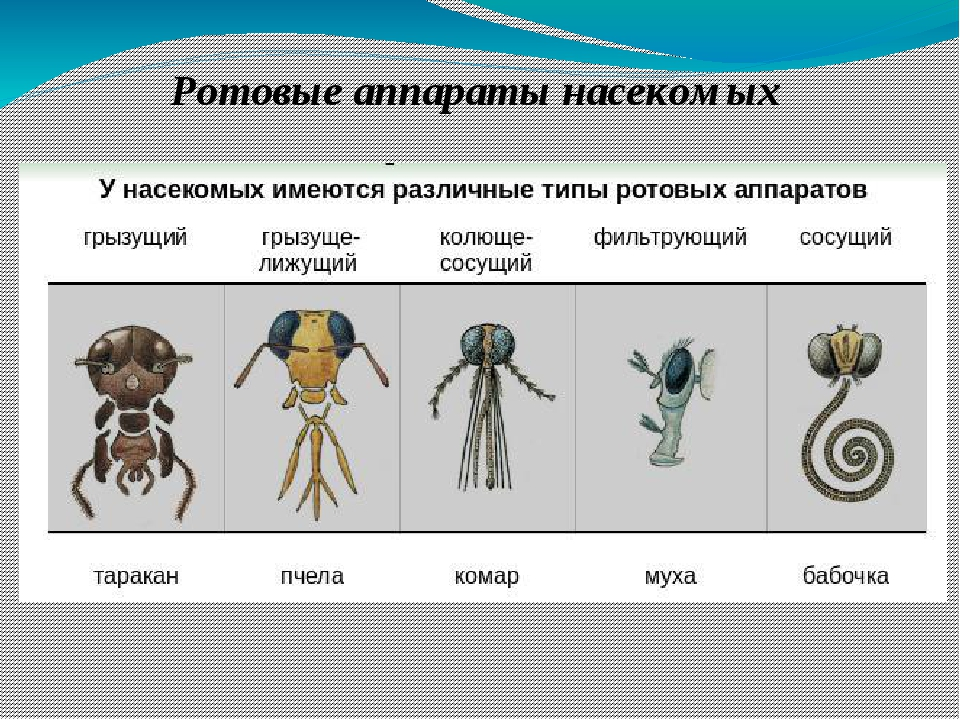 Ротовые аппараты насекомых
У насекомых имеются различные типы ротовых аппаратов
грызущий грызуще- колюще- фильтрующий сосущий
лижущий сосущий
таракан пчела комар муха бабочка